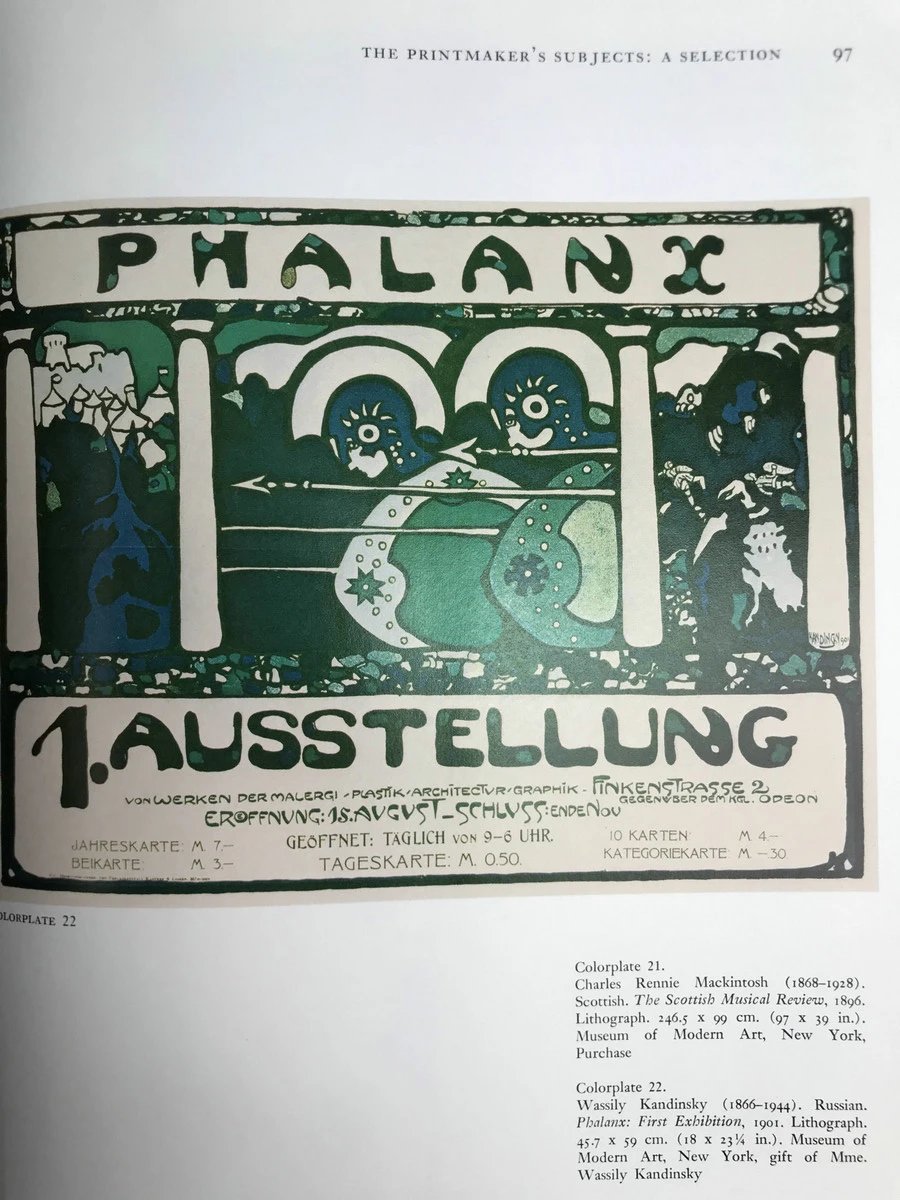 THE PRINTMAKER'S SUBJECTS: A SELECTION 97
PHALANX
KANDINSKY
1. AUSSTELLUNG
VON WERKEN DER MALEREI - PLASTIK - ARCHITECTUR - GRAPHIK - FINKENSTRASSE 2
GEGENÜBER DEM KGL. ODEON
ERÖFFNUNG: 15. AUGUST – SCHLUSS: ENDE NOV
JAHRESKARTE: M. 7.– GEÖFFNET: TÄGLICH VON 9–6 UHR. 10 KARTEN: M. 4–
BEIKARTE: M. 3.– TAGESKARTE: M. 0.50. KATEGORIEKARTE: M. –30
OLORPLATE 22
Colorplate 21.
Charles Rennie Mackintosh (1868–1928).
Scottish. The Scottish Musical Review, 1896.
Lithograph. 246.5 x 99 cm. (97 x 39 in.).
Museum of Modern Art, New York,
Purchase
Colorplate 22.
Wassily Kandinsky (1866–1944). Russian.
Phalanx: First Exhibition, 1901. Lithograph.
45.7 x 59 cm. (18 x 23¼ in.). Museum of
Modern Art, New York, gift of Mme.
Wassily Kandinsky